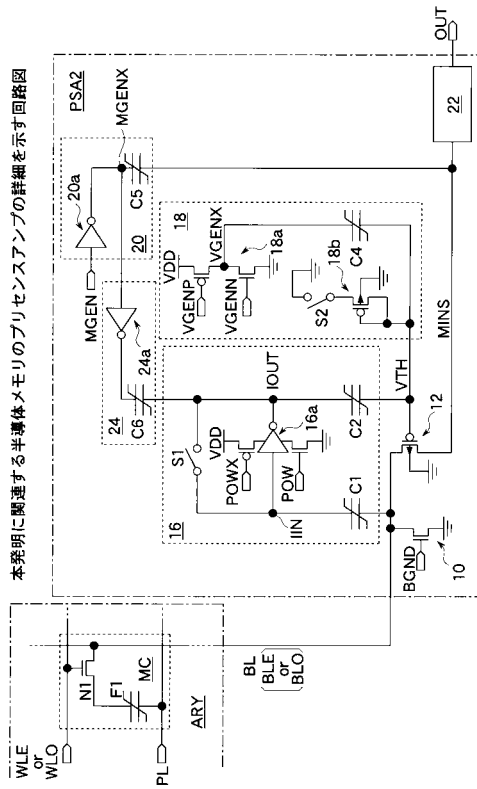 本発明に関連する半導体メモリのプリセンスアンプの詳細を示す回路図
WLE
or
WLO
PL
N1
F1
MC
ARY
BL
BLE
or
BLO
PSA2
MGEN
20a
20
MGENX
C5
24
24a
C6
18
VDD
VGENP
VGENX
VGENN
18a
C4
S2
18b
16
S1
VDD
POWX
IOUT
16a
POW
IIN
C1
C2
VTH
12
MINS
BGND
10
22
OUT